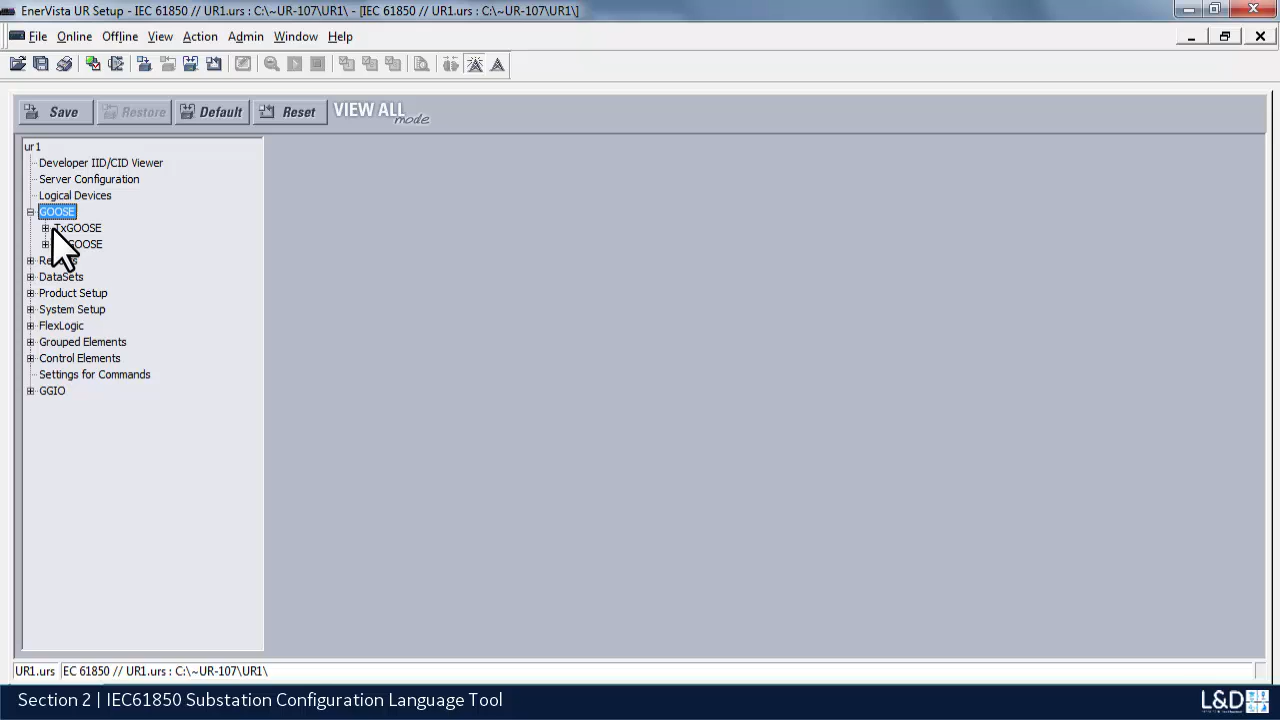 EnerVista UR Setup - IEC 61850 // UR1.urs : C:\~UR-107\UR1\ - [IEC 61850 // UR1.urs : C:\~UR-107\UR1\]
File Online Offline View Action Admin Window Help
Save Restore Default Reset VIEW ALL mode
ur1
Developer IID/CID Viewer
Server Configuration
Logical Devices
GOOSE
TxGOOSE
GOOSE
DataSets
Product Setup
System Setup
FlexLogic
Grouped Elements
Control Elements
Settings for Commands
GGIO
UR1.urs EC 61850 // UR1.urs : C:\~UR-107\UR1\
Section 2 | IEC61850 Substation Configuration Language Tool
L&D